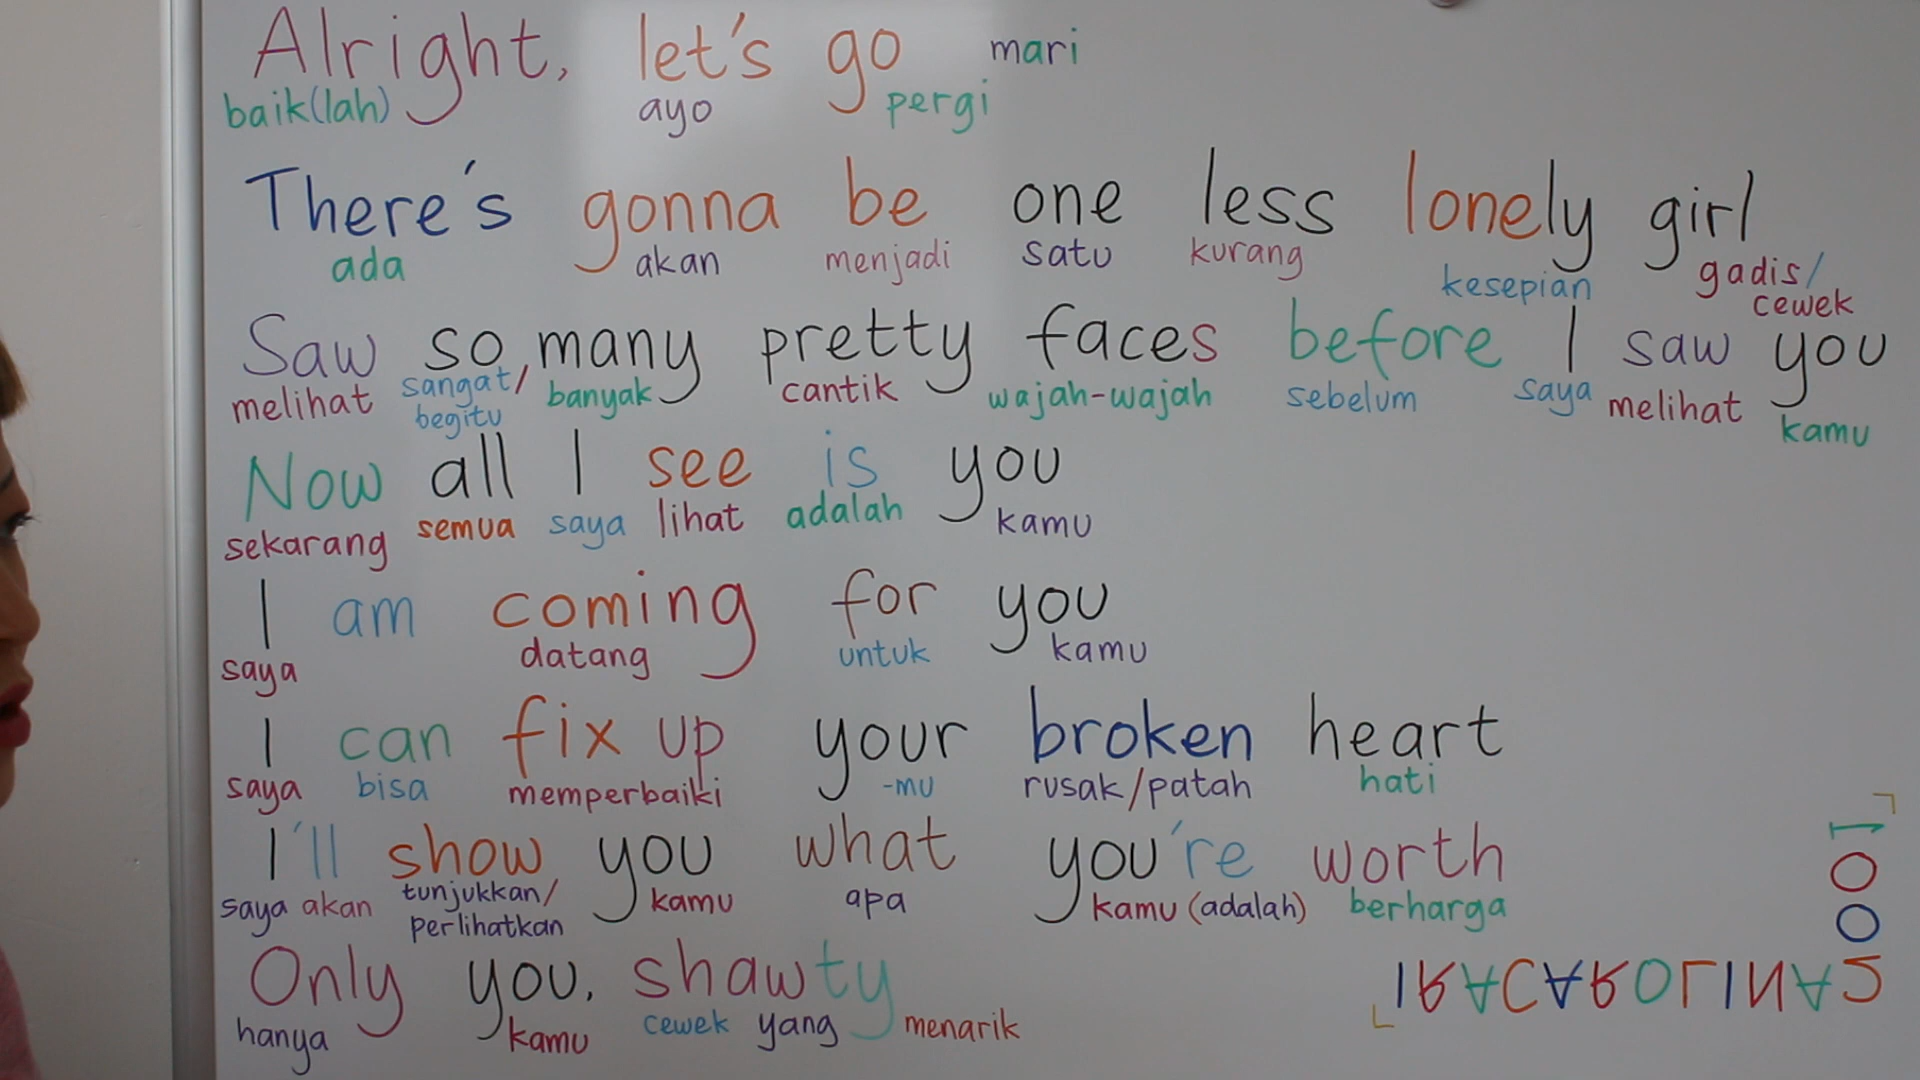 Alright, let's go mari
baik(lah) ayo pergi
There's gonna be one less lonely girl
ada akan menjadi satu kurang kesepian gadis/
cewek
Saw so, many pretty faces before I saw you
melihat sangat/ banyak cantik wajah-wajah sebelum saya melihat kamu
begitu
Now all I see is you
sekarang semua saya lihat adalah kamu
I am coming for you
saya datang untuk kamu
I can fix up your broken heart
saya bisa memperbaiki -mu rusak/patah hati
I'll show you what you're worth
saya akan tunjukkan/ kamu apa kamu (adalah) berharga
perlihatkan
Only you, shawty
hanya kamu cewek yang menarik